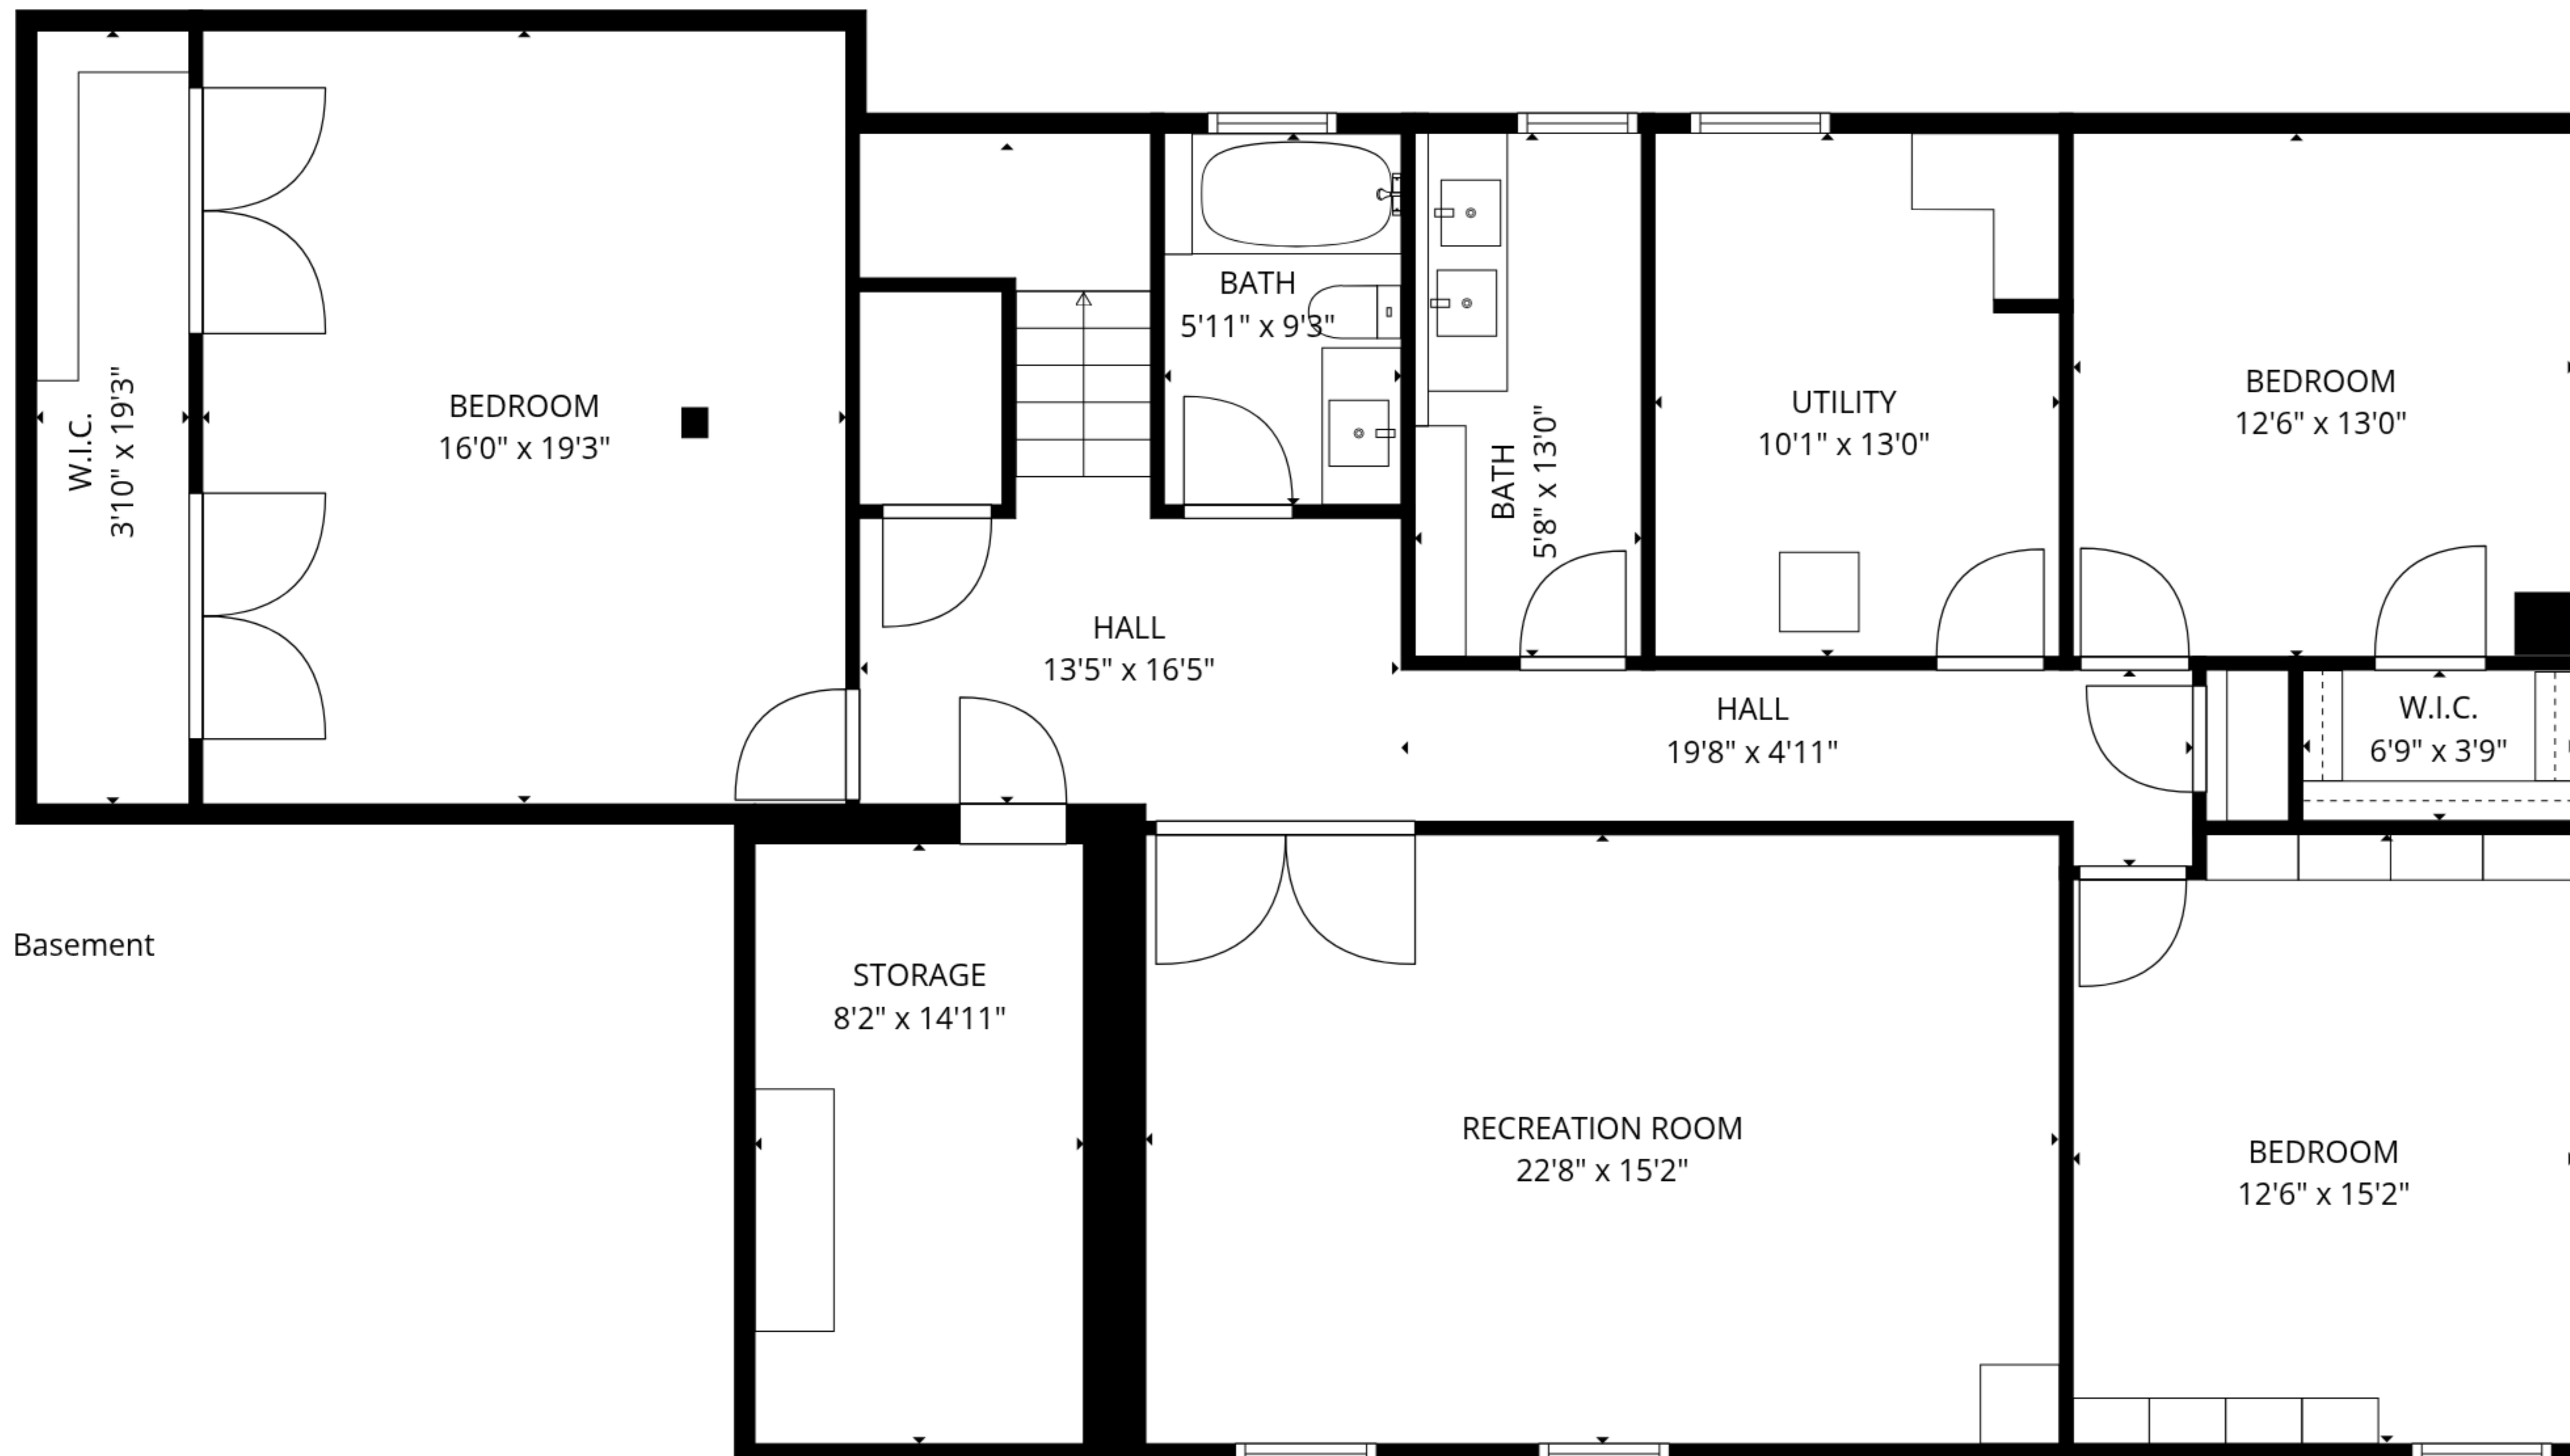 W.I.C.
3'10" x 19'3"
BEDROOM
16'0" x 19'3"
BATH
5'11" x 9'3"
BATH
5'8" x 13'0"
UTILITY
10'1" x 13'0"
BEDROOM
12'6" x 13'0"
HALL
13'5" x 16'5"
HALL
19'8" x 4'11"
W.I.C.
6'9" x 3'9"
Basement
STORAGE
8'2" x 14'11"
RECREATION ROOM
22'8" x 15'2"
BEDROOM
12'6" x 15'2"